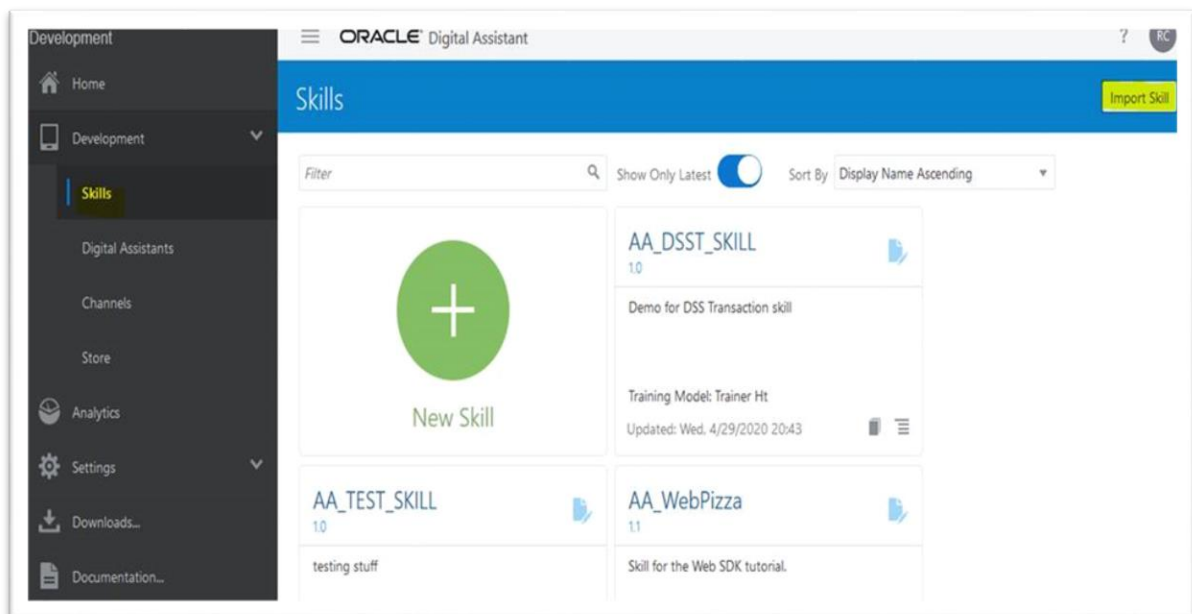 Development
Home
Development
Skills
Digital Assistants
Channels
Store
Analytics
Settings
Downloads...
Documentation...
ORACLE® Digital Assistant
?
RC
Skills
Import Skill
Filter
Show Only Latest
Sort By Display Name Ascending
New Skill
AA_DSST_SKILL
1.0
Demo for DSS Transaction skill
Training Model: Trainer Ht
Updated: Wed, 4/29/2020 20:43
AA_TEST_SKILL
1.0
testing stuff
AA_WebPizza
1.1
Skill for the Web SDK tutorial.